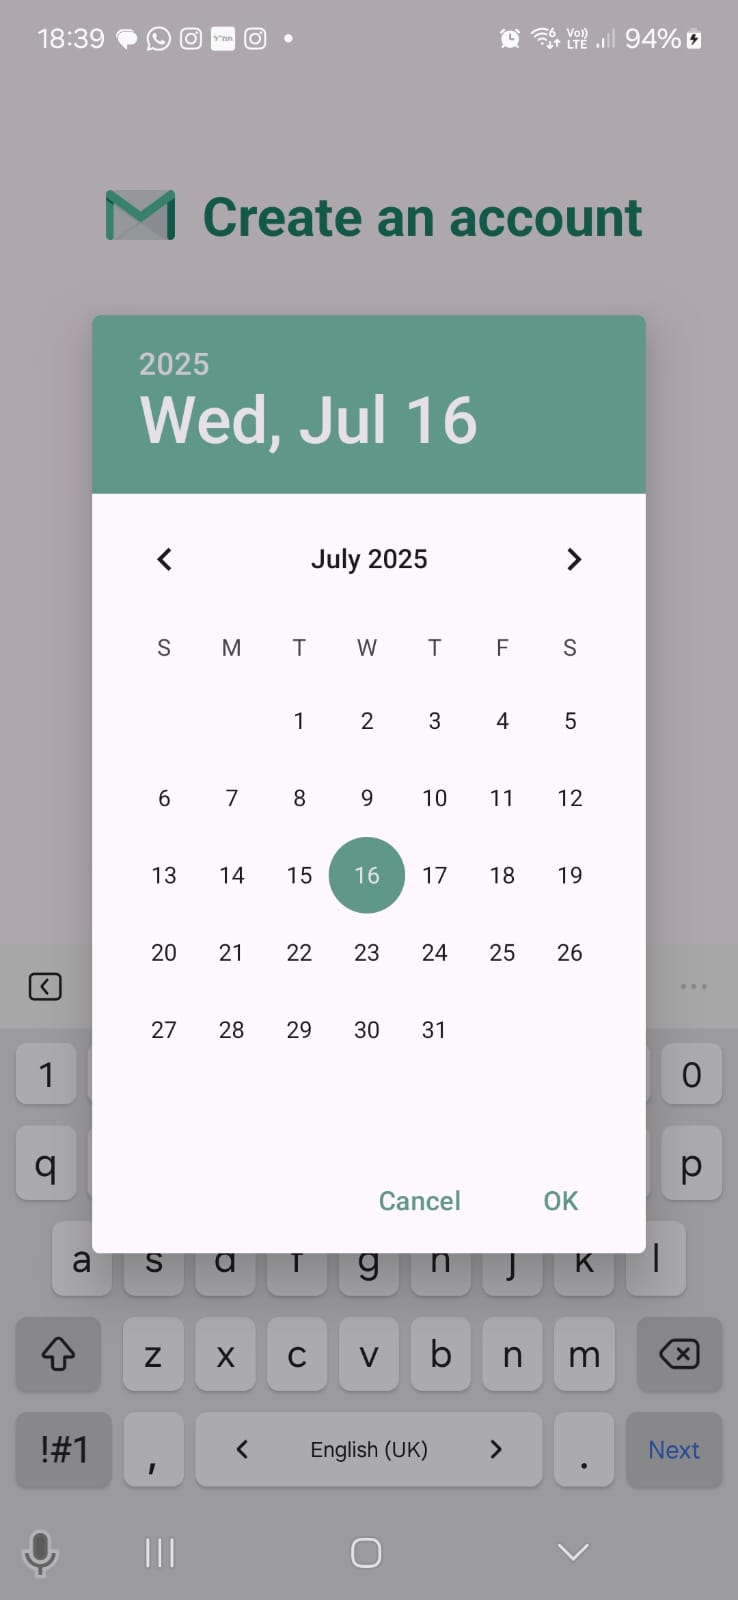 18:39
Vo)) LTE 94%
Create an account
2025
Wed, Jul 16
July 2025
S M T W T F S
1 2 3 4 5
6 7 8 9 10 11 12
13 14 15 16 17 18 19
20 21 22 23 24 25 26
27 28 29 30 31
Cancel OK
1 0
q p
a s d f g h j k l
z x c v b n m
!#1 , English (UK) . Next